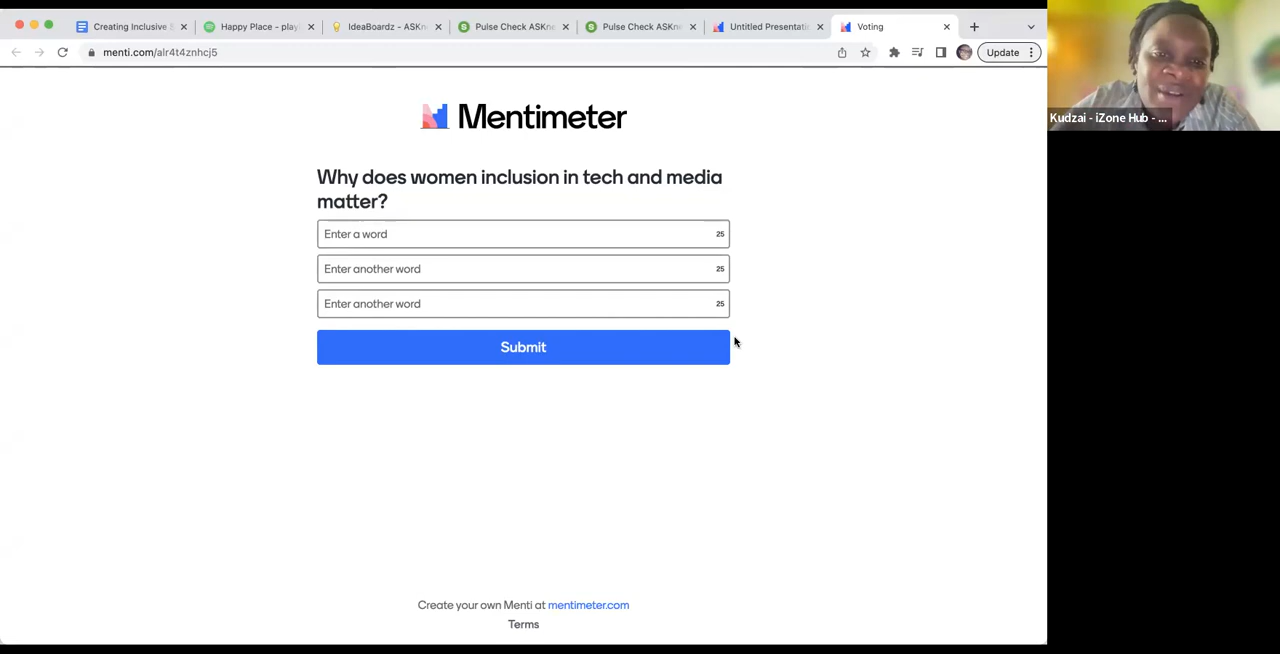 Creating Inclusive S
Happy Place - play
IdeaBoardz - ASKn
Pulse Check ASKne
Pulse Check ASKne
Untitled Presentati
Voting
menti.com/alr4t4znhcj5
Update
Mentimeter
Why does women inclusion in tech and media
matter?
Enter a word 25
Enter another word 25
Enter another word 25
Submit
Create your own Menti at mentimeter.com
Terms
Kudzai - iZone Hub - ...